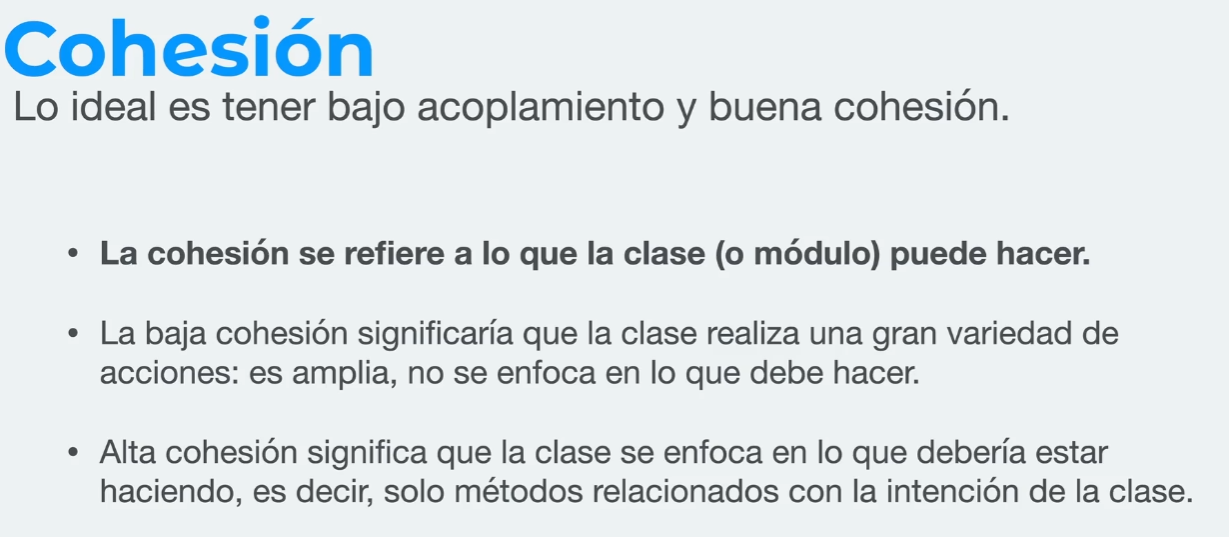 Cohesión
Lo ideal es tener bajo acoplamiento y buena cohesión.
• La cohesión se refiere a lo que la clase (o módulo) puede hacer.
• La baja cohesión significaría que la clase realiza una gran variedad de
acciones: es amplia, no se enfoca en lo que debe hacer.
• Alta cohesión significa que la clase se enfoca en lo que debería estar
haciendo, es decir, solo métodos relacionados con la intención de la clase.